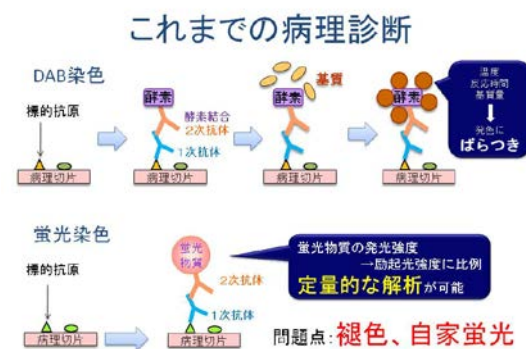 これまでの病理診断
DAB染色
標的抗原
病理切片
酵素
酵素結合
2次抗体
1次抗体
病理切片
基質
酵素
病理切片
酵素
病理切片
温度
反応時間
基質量
発色に
ばらつき
蛍光染色
標的抗原
病理切片
蛍光
物質
2次抗体
1次抗体
病理切片
蛍光物質の発光強度
→励起光強度に比例
定量的な解析が可能
問題点:褪色、自家蛍光